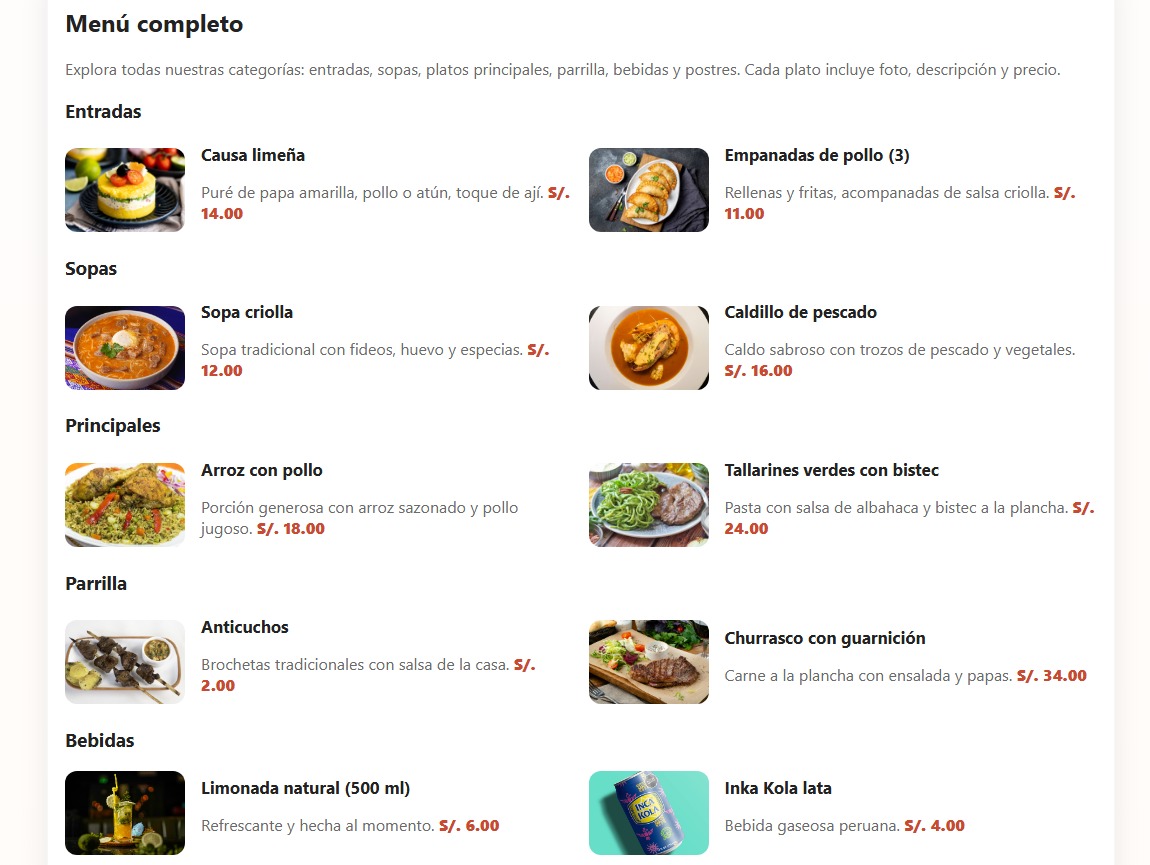 Menú completo
Explora todas nuestras categorías: entradas, sopas, platos principales, parrilla, bebidas y postres. Cada plato incluye foto, descripción y precio.
Entradas
Causa limeña
Puré de papa amarilla, pollo o atún, toque de ají. S/.
14.00
Empanadas de pollo (3)
Rellenas y fritas, acompanadas de salsa criolla. S/.
11.00
Sopas
Sopa criolla
Sopa tradicional con fideos, huevo y especias. S/.
12.00
Caldillo de pescado
Caldo sabroso con trozos de pescado y vegetales.
S/. 16.00
Principales
Arroz con pollo
Porción generosa con arroz sazonado y pollo
jugoso. S/. 18.00
Tallarines verdes con bistec
Pasta con salsa de albahaca y bistec a la plancha. S/.
24.00
Parrilla
Anticuchos
Brochetas tradicionales con salsa de la casa. S/.
2.00
Churrasco con guarnición
Carne a la plancha con ensalada y papas. S/. 34.00
Bebidas
Limonada natural (500 ml)
Refrescante y hecha al momento. S/. 6.00
INCA
KOLA
Inka Kola lata
Bebida gaseosa peruana. S/. 4.00